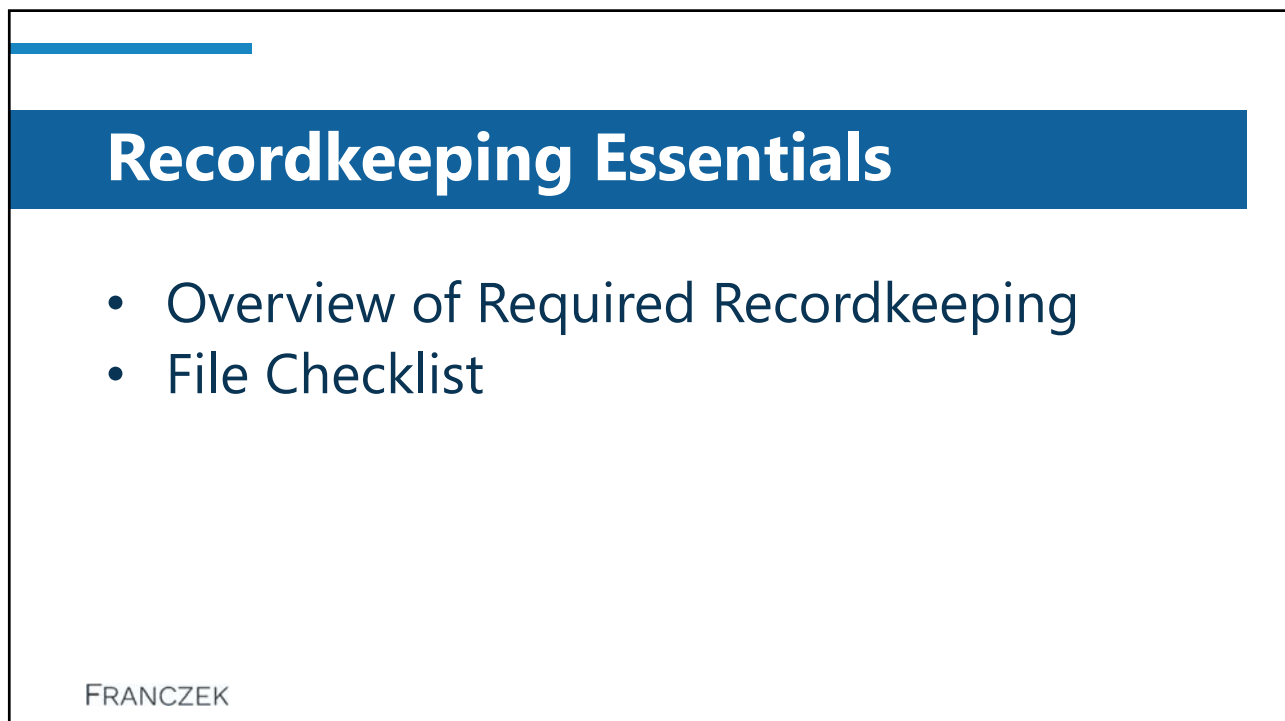 Recordkeeping Essentials
• Overview of Required Recordkeeping
• File Checklist
FRANCZEK